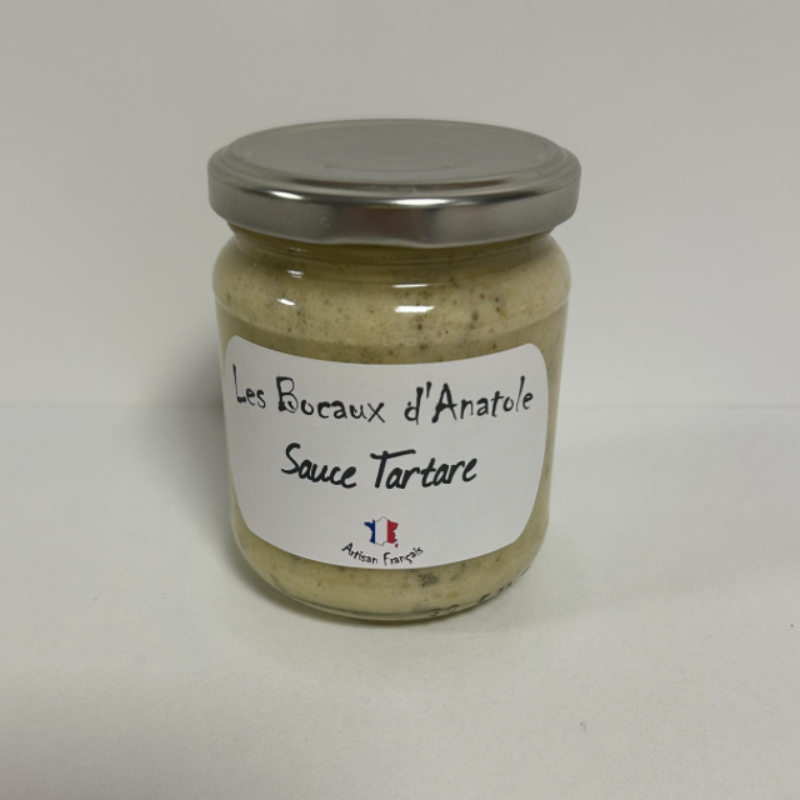 Les Bocaux d'Anatole
Sauce Tartare
Artisan Français